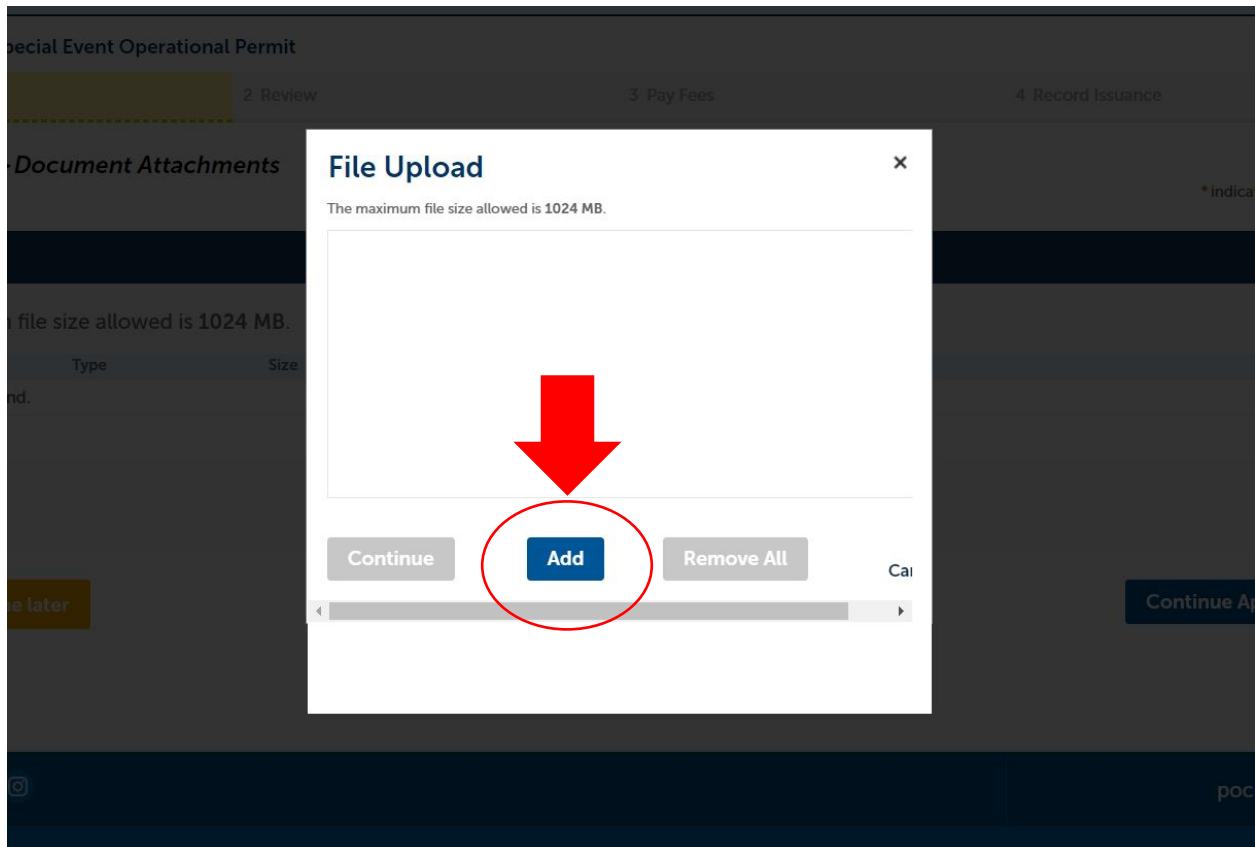 pecial Event Operational Permit
2 Review
3 Pay Fees
4 Record Issuance
Document Attachments
*indica
File Upload
×
The maximum file size allowed is 1024 MB.
file size allowed is 1024 MB.
Type
Size
nd.
Continue
Add
Remove All
Can
e later
Continue Ap
poc